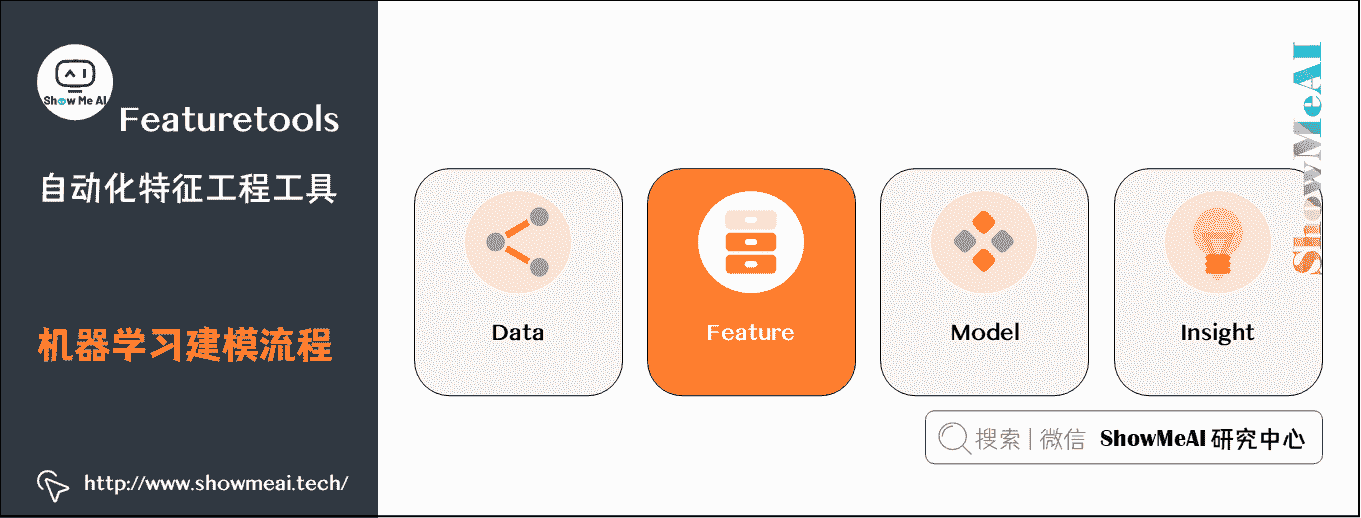 Show Me AI
Featuretools
自动化特征工程工具
机器学习建模流程
http://www.showmeai.tech/
Data
Feature
Model
Insight
搜索 | 微信 ShowMeAI 研究中心
ShowMeAI